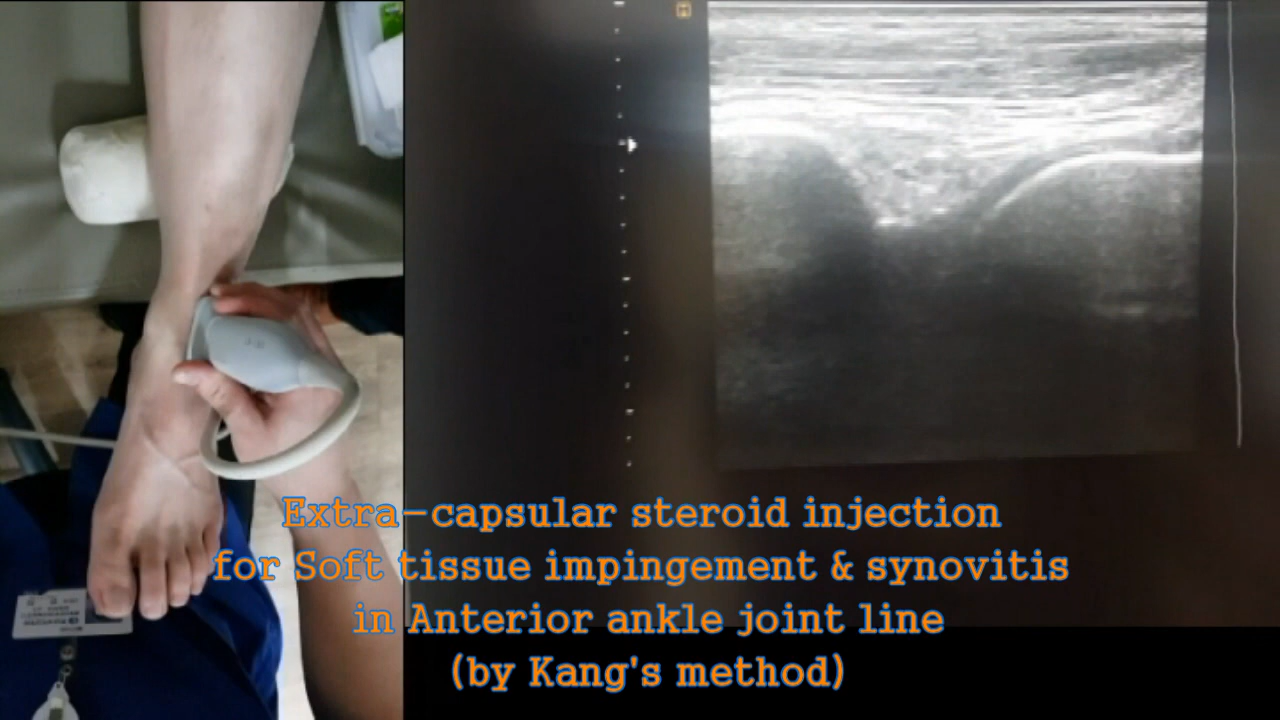 Extra-capsular steroid injection
for Soft tissue impingement & synovitis
in Anterior ankle joint line
(by Kang's method)